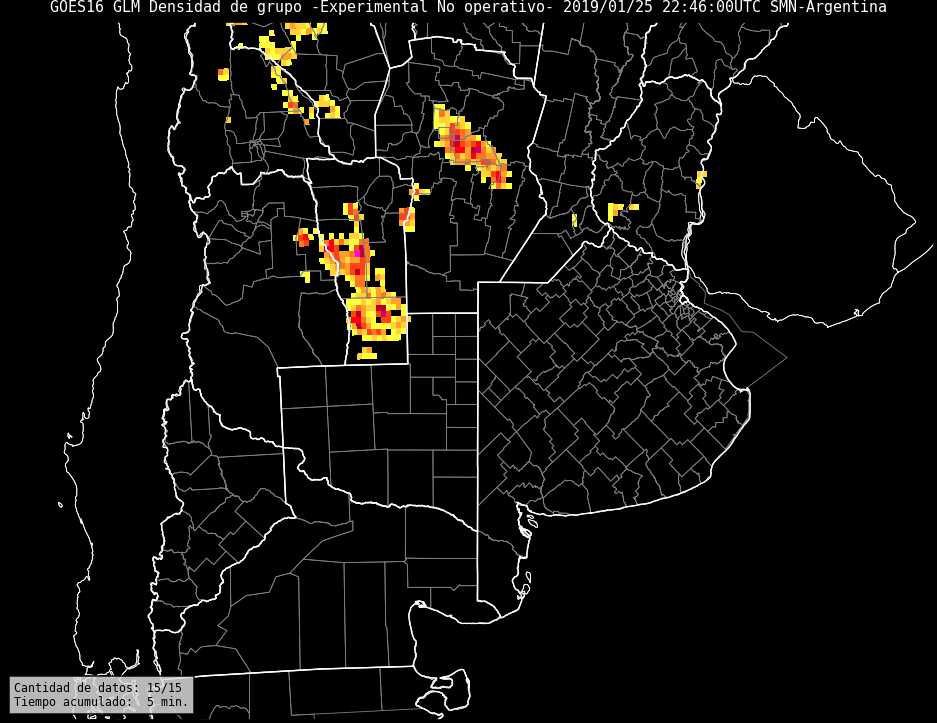 GOES16 GLM Densidad de grupo -Experimental No operativo- 2019/01/25 22:46:00UTC SMN-Argentina
Cantidad de datos: 15/15
Tiempo acumulado:  5 min.